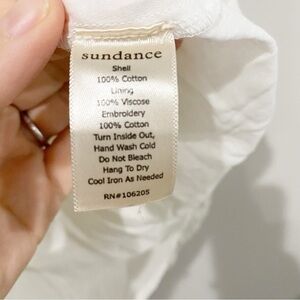 sundance
Shell
100% Cotton
Lining
100% Viscose
Embroidery
100% Cotton
Turn Inside Out,
Hand Wash Cold
Do Not Bleach
Hang To Dry
Cool Iron As Needed
RN#106205